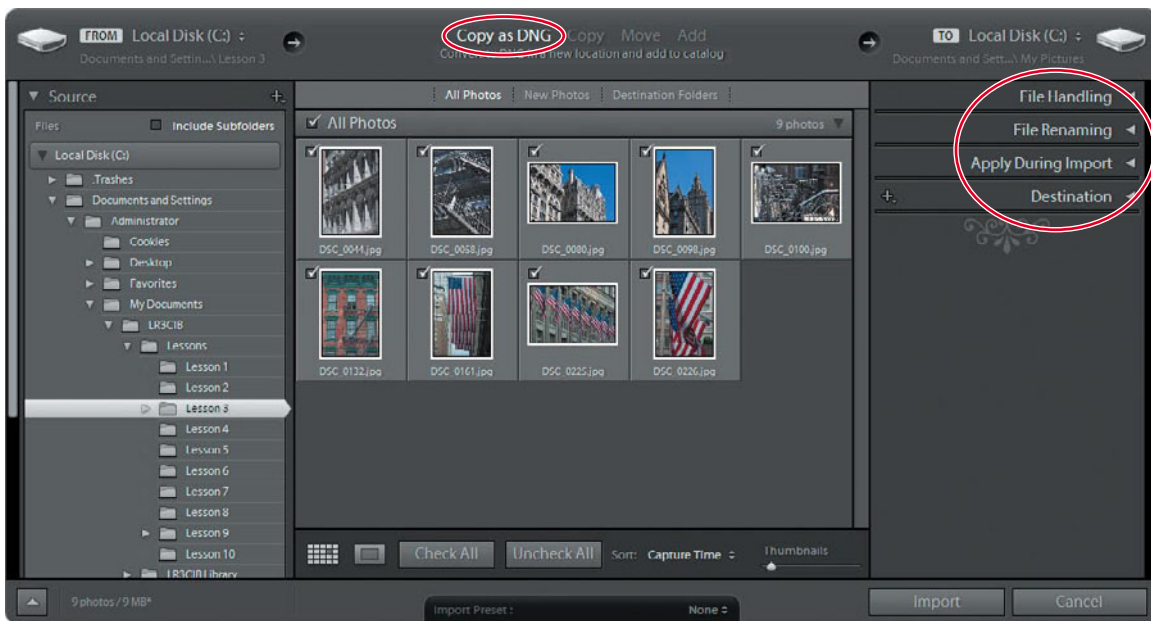 FROM Local Disk (C:)
Documents and Settin...\ Lesson 3
Copy as DNG Copy Move Add
Convert to DNG in a new location and add to catalog
TO Local Disk (C:)
Documents and Sett...\ My Pictures
Source
Files Include Subfolders
Local Disk (C:)
.Trashes
Documents and Settings
Administrator
Cookies
Desktop
Favorites
My Documents
LR3CIB
Lessons
Lesson 1
Lesson 2
Lesson 3
Lesson 4
Lesson 5
Lesson 6
Lesson 7
Lesson 8
Lesson 9
Lesson 10
LR3CIB Library
All Photos New Photos Destination Folders
All Photos 9 photos
DSC_0044.jpg DSC_0058.jpg DSC_0080.jpg DSC_0098.jpg DSC_0100.jpg
DSC_0132.jpg DSC_0161.jpg DSC_0225.jpg DSC_0226.jpg
Check All Uncheck All Sort: Capture Time Thumbnails
File Handling
File Renaming
Apply During Import
Destination
9 photos / 9 MB*
Import Preset : None
Import Cancel